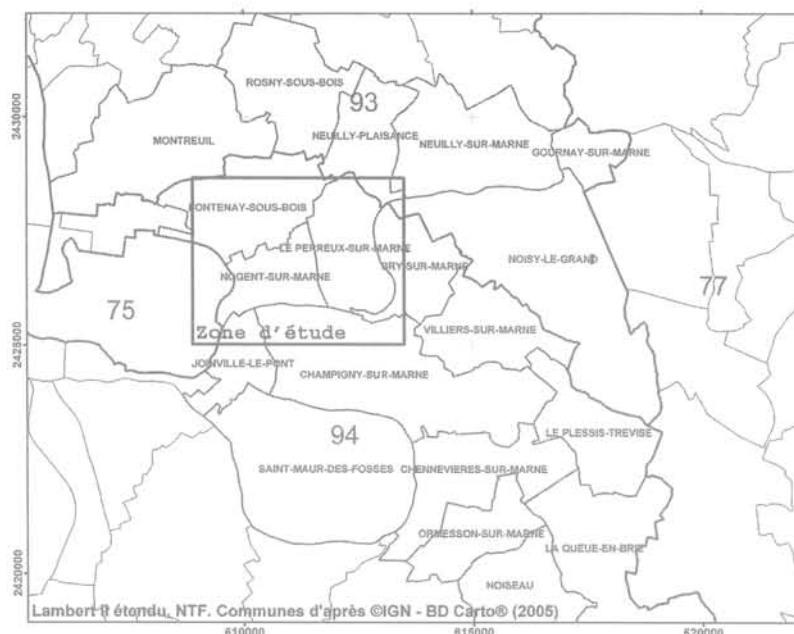 ROSNY-SOUS-BOIS
93
2430000
MONTREUIL
NEUILLY-PLAISANCE
NEUILLY-SUR-MARNE
GOURNAY-SUR-MARNE
FONTENAY-SOUS-BOIS
LE PERREUX-SUR-MARNE
NOISY-LE-GRAND
BRY-SUR-MARNE
NOGENT-SUR-MARNE
77
75
Zone d'étude
VILLIERS-SUR-MARNE
2425000
JOINVILLE-LE-PONT
CHAMPIGNY-SUR-MARNE
94
LE PLESSIS-TREVISE
SAINT-MAUR-DES-FOSSES
CHENNEVIERES-SUR-MARNE
ORMESSON-SUR-MARNE
LA QUEUE-EN-BRIE
2420000
NOISEAU
Lambert II étendu, NTF. Communes d'après ©IGN - BD Carto® (2005)
610000
615000
620000